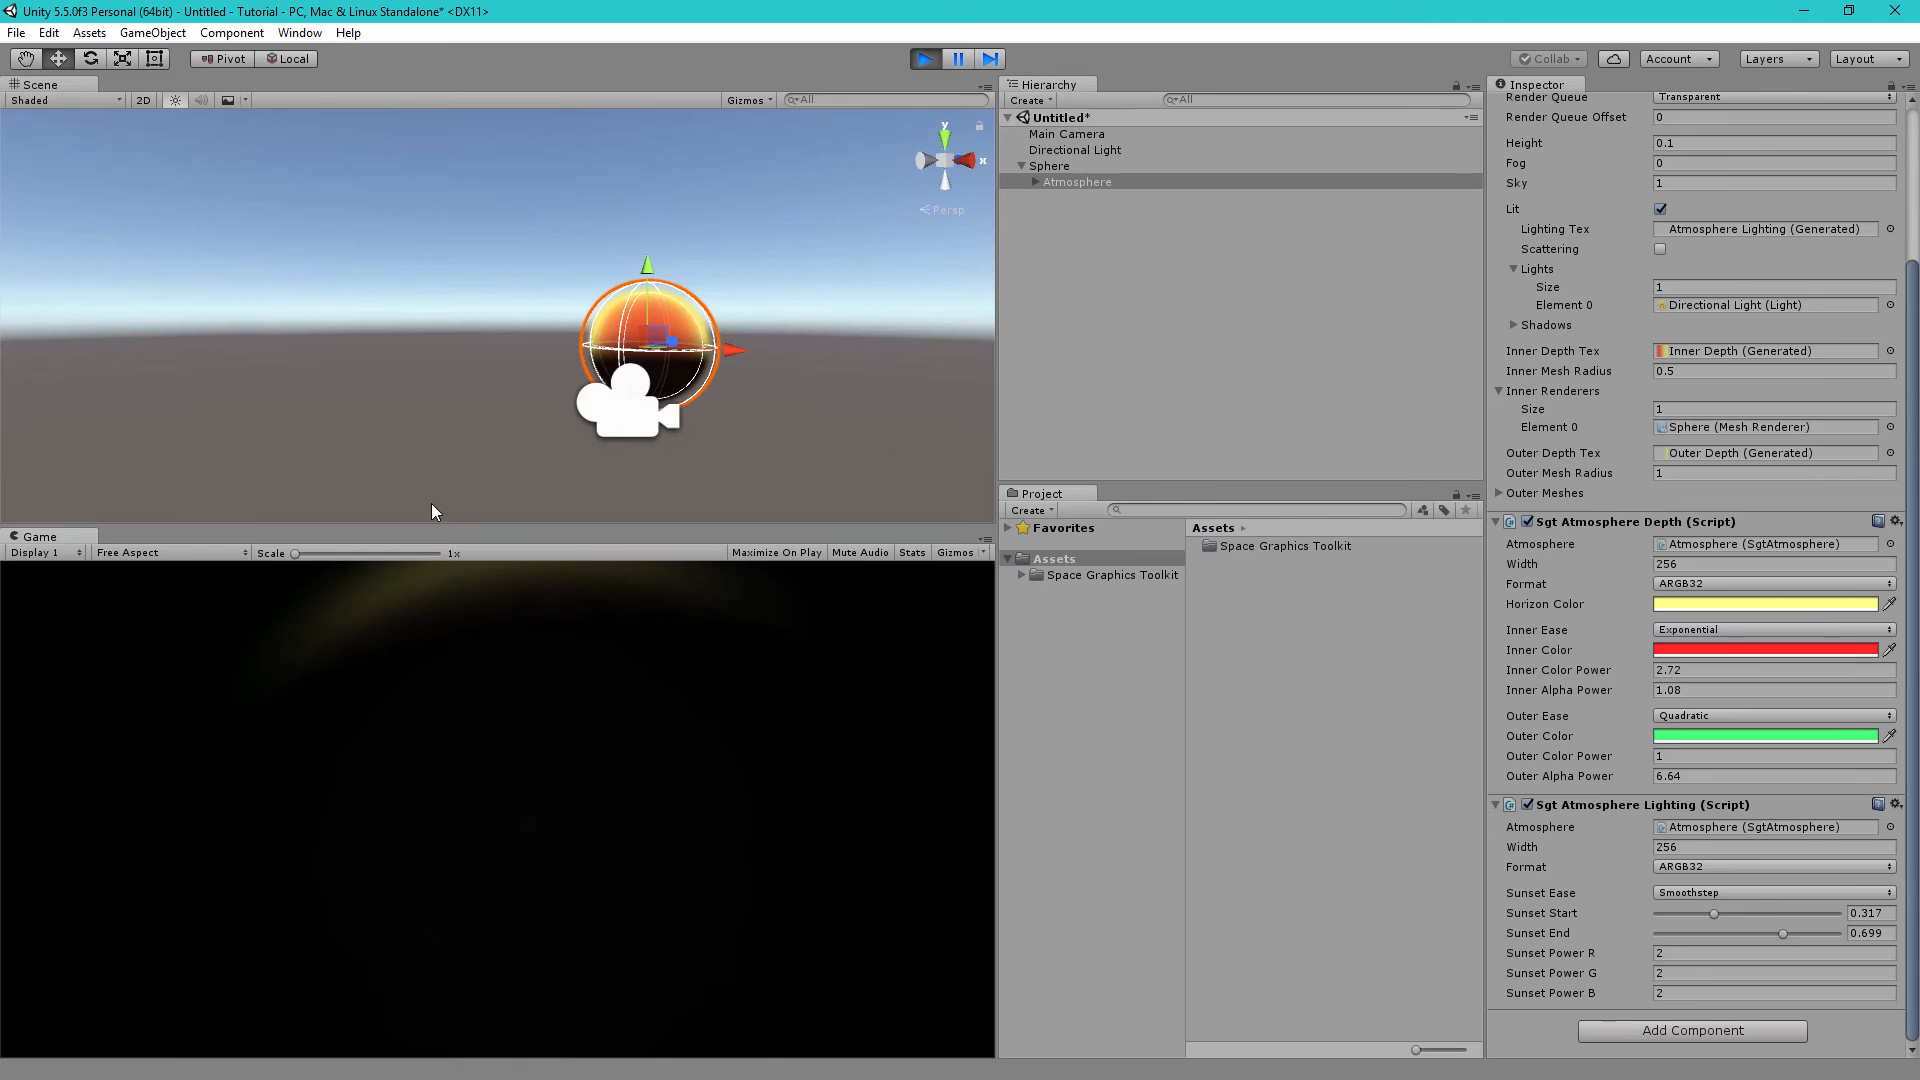 Unity 5.5.0f3 Personal (64bit) - Untitled - Tutorial - PC, Mac & Linux Standalone* <DX11>
File Edit Assets GameObject Component Window Help
Pivot Local Collab Account Layers Layout
Scene
Shaded 2D Gizmos All
y
x
Persp
Game
Display 1 Free Aspect Scale 1x Maximize On Play Mute Audio Stats Gizmos
Hierarchy
Create All
Untitled*
Main Camera
Directional Light
Sphere
Atmosphere
Project
Create
Favorites
Assets
Space Graphics Toolkit
Assets
Space Graphics Toolkit
Inspector
Render Queue Transparent
Render Queue Offset 0
Height 0.1
Fog 0
Sky 1
Lit
Lighting Tex Atmosphere Lighting (Generated)
Scattering
Lights
Size 1
Element 0 Directional Light (Light)
Shadows
Inner Depth Tex Inner Depth (Generated)
Inner Mesh Radius 0.5
Inner Renderers
Size 1
Element 0 Sphere (Mesh Renderer)
Outer Depth Tex Outer Depth (Generated)
Outer Mesh Radius 1
Outer Meshes
Sgt Atmosphere Depth (Script)
Atmosphere Atmosphere (SgtAtmosphere)
Width 256
Format ARGB32
Horizon Color
Inner Ease Exponential
Inner Color
Inner Color Power 2.72
Inner Alpha Power 1.08
Outer Ease Quadratic
Outer Color
Outer Color Power 1
Outer Alpha Power 6.64
Sgt Atmosphere Lighting (Script)
Atmosphere Atmosphere (SgtAtmosphere)
Width 256
Format ARGB32
Sunset Ease Smoothstep
Sunset Start 0.317
Sunset End 0.699
Sunset Power R 2
Sunset Power G 2
Sunset Power B 2
Add Component